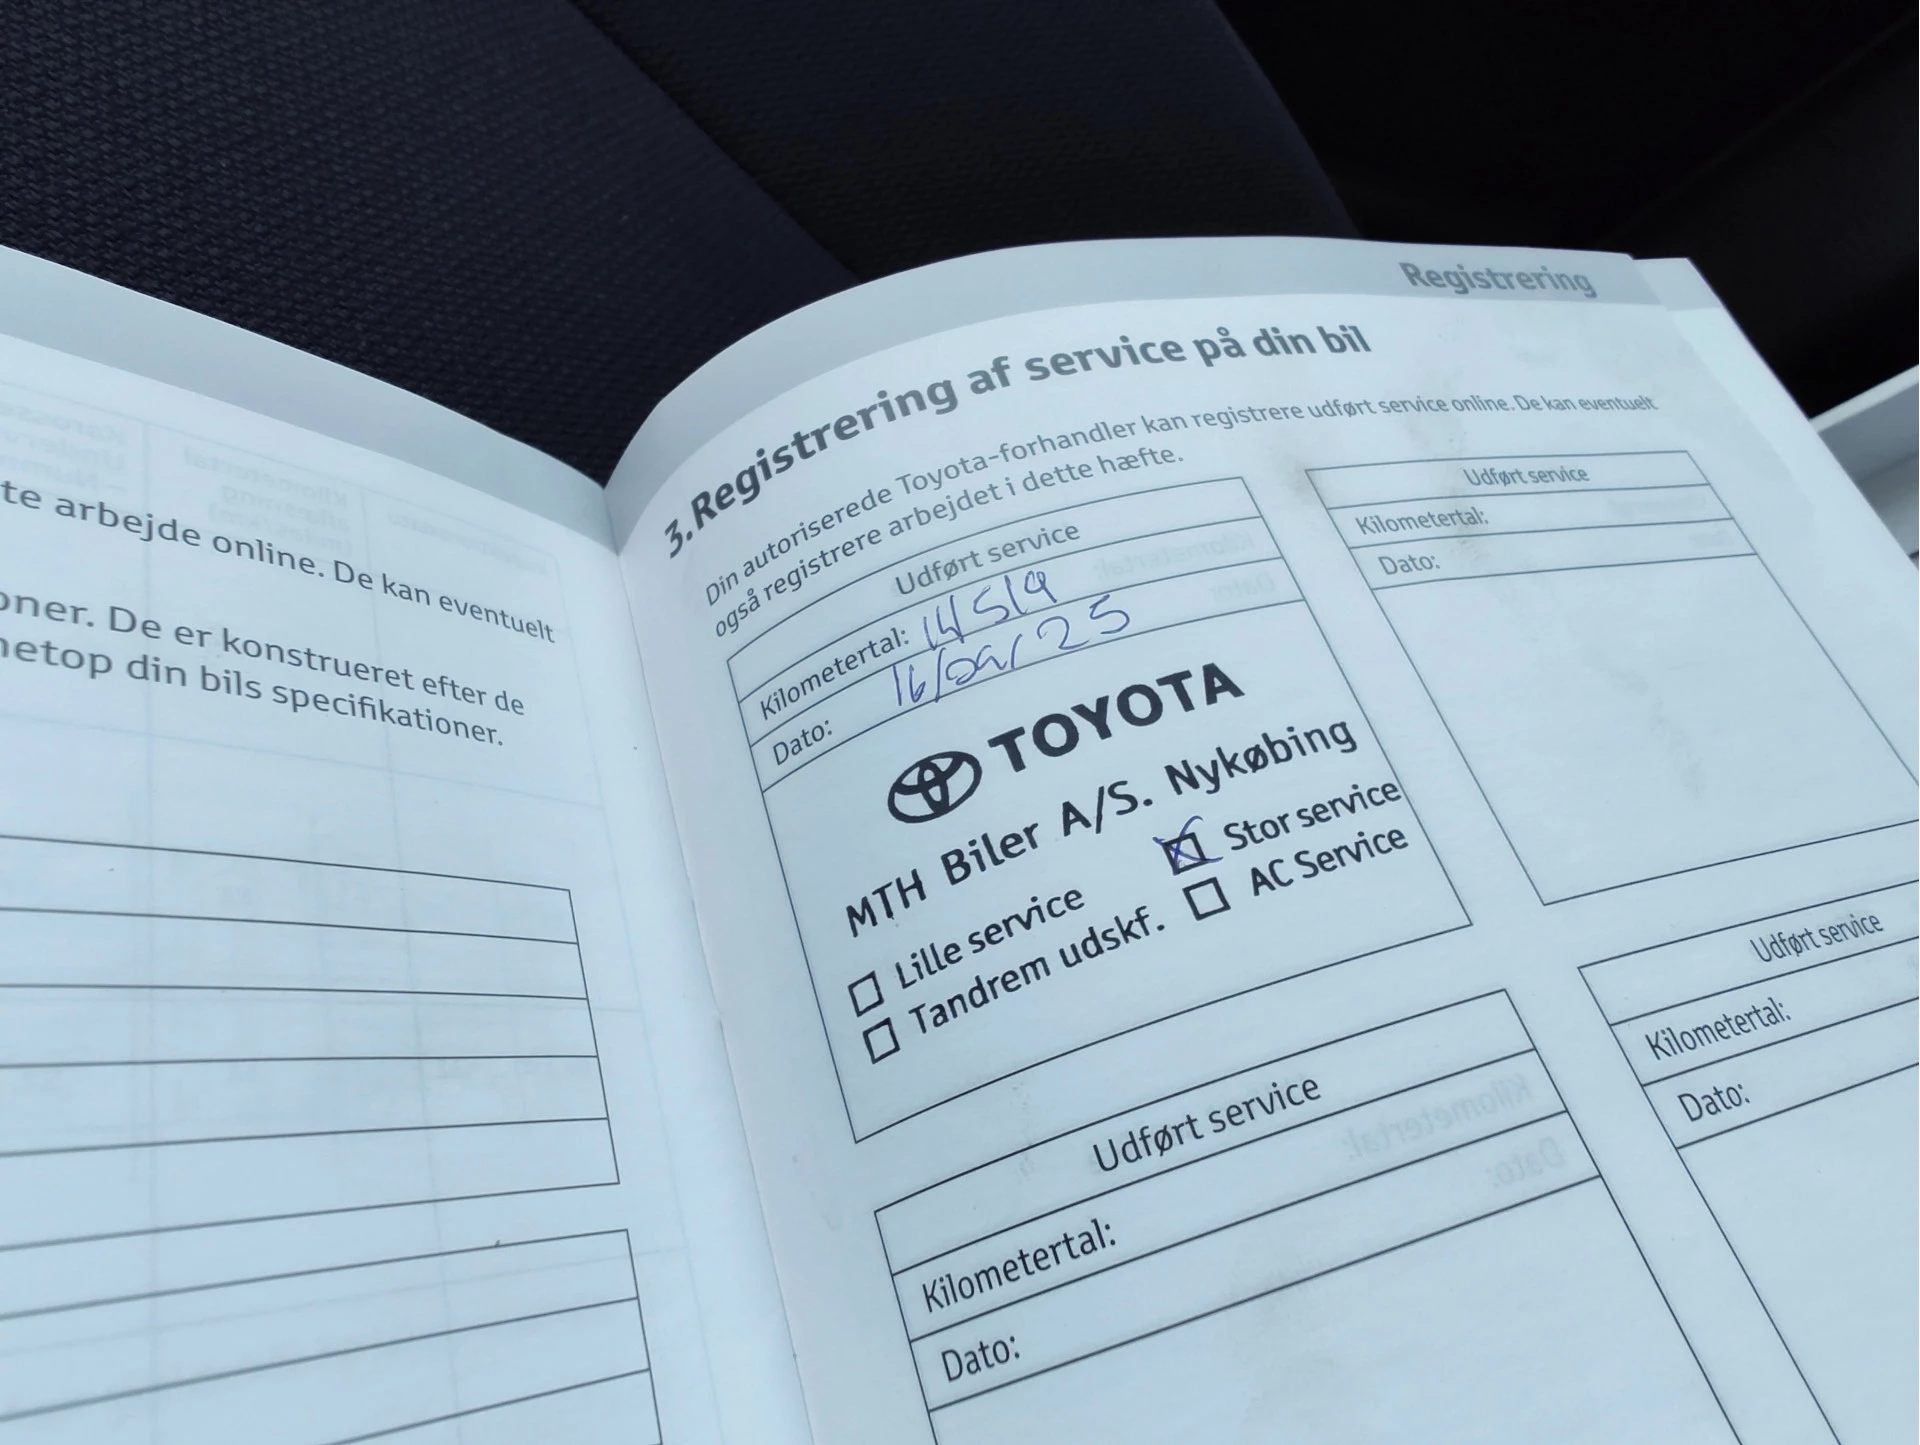 te arbejde online. De kan eventuelt
oner. De er konstrueret efter de
netop din bils specifikationer.
Registrering
3. Registrering af service på din bil
Din autoriserede Toyota-forhandler kan registrere udført service online. De kan eventuelt
også registrere arbejdet i dette hæfte.
Udført service
Kilometertal: 14519
Dato: 16/09/25
TOYOTA
MTH Biler A/S. Nykøbing
Lille service
Stor service
Tandrem udskf.
AC Service
Udført service
Kilometertal:
Dato:
Udført service
Kilometertal:
Dato:
Udført service
Kilometertal:
Dato: